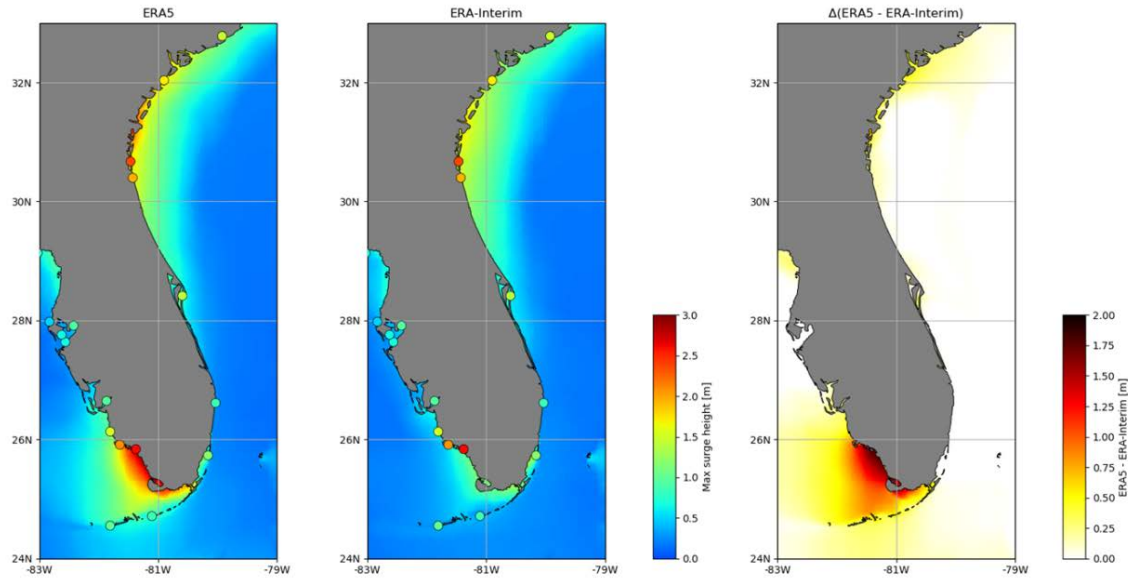 ERA5
ERA-Interim
Δ(ERA5 - ERA-Interim)
32N
32N
32N
30N
30N
30N
28N
28N
28N
26N
26N
26N
24N
24N
24N
-83W
-81W
-79W
-83W
-81W
-79W
-83W
-81W
-79W
3.0
2.5
2.0
1.5
1.0
0.5
0.0
Max surge height [m]
2.00
1.75
1.50
1.25
1.00
0.75
0.50
0.25
0.00
ERA5 - ERA-Interim [m]